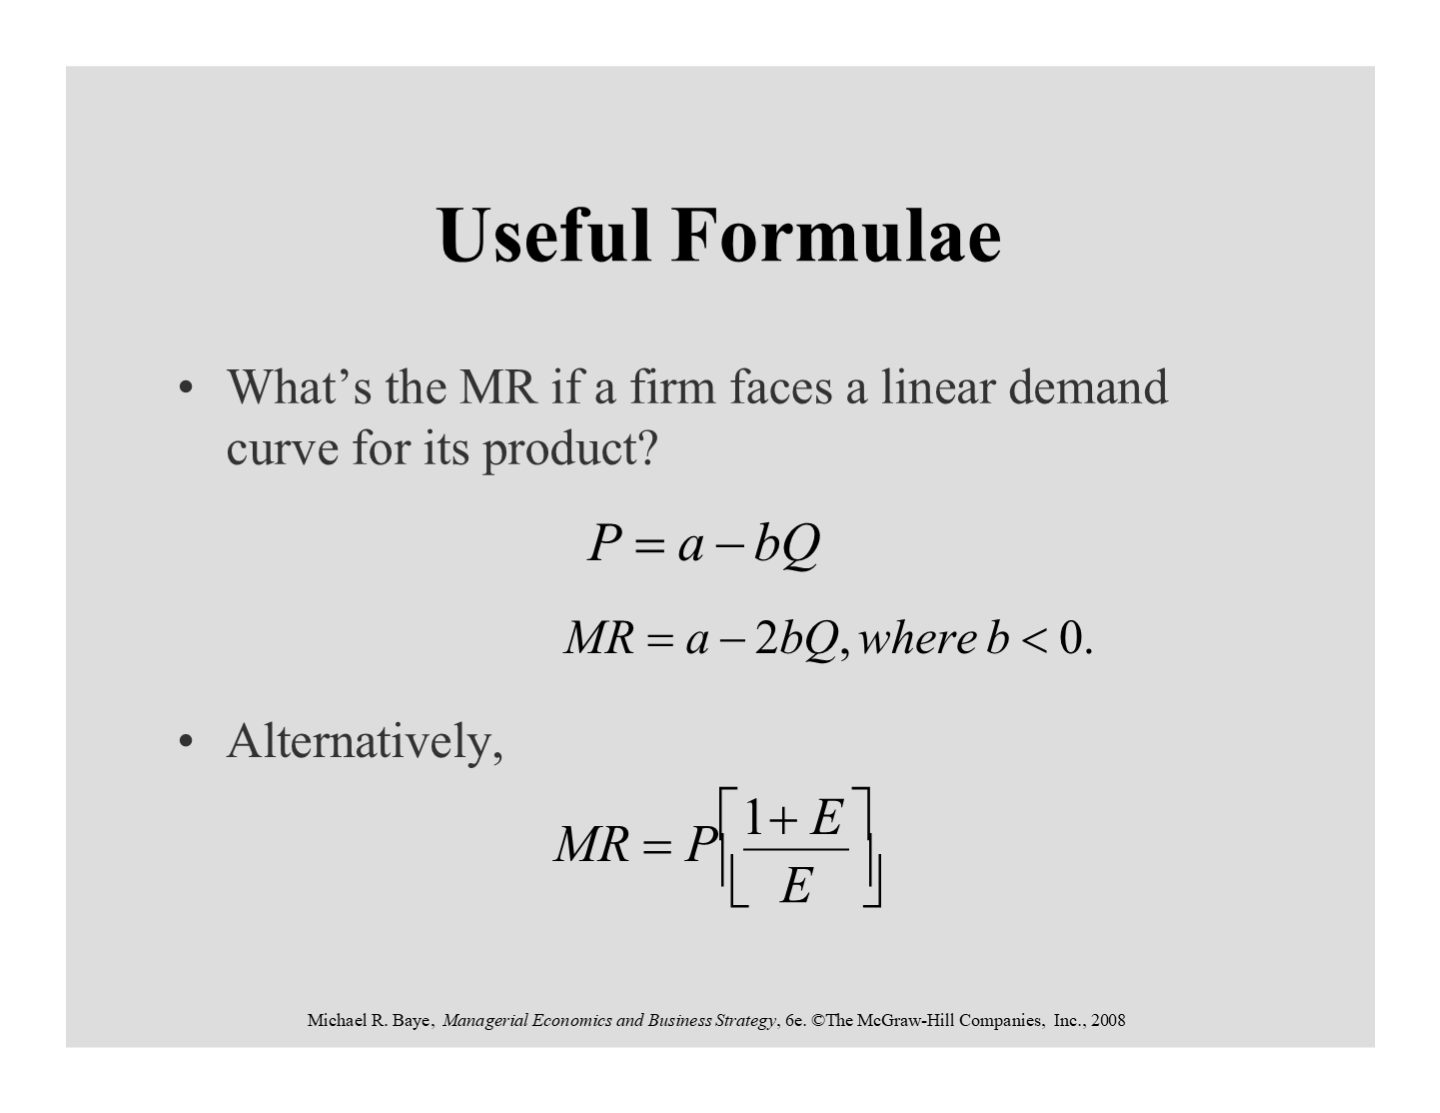 Useful Formulae
• What’s the MR if a firm faces a linear demand
curve for its product?
P = a − bQ
MR = a − 2bQ, where b < 0.
• Alternatively,
MR = P[(1 + E) / E]
Michael R. Baye, Managerial Economics and Business Strategy, 6e. ©The McGraw-Hill Companies, Inc., 2008